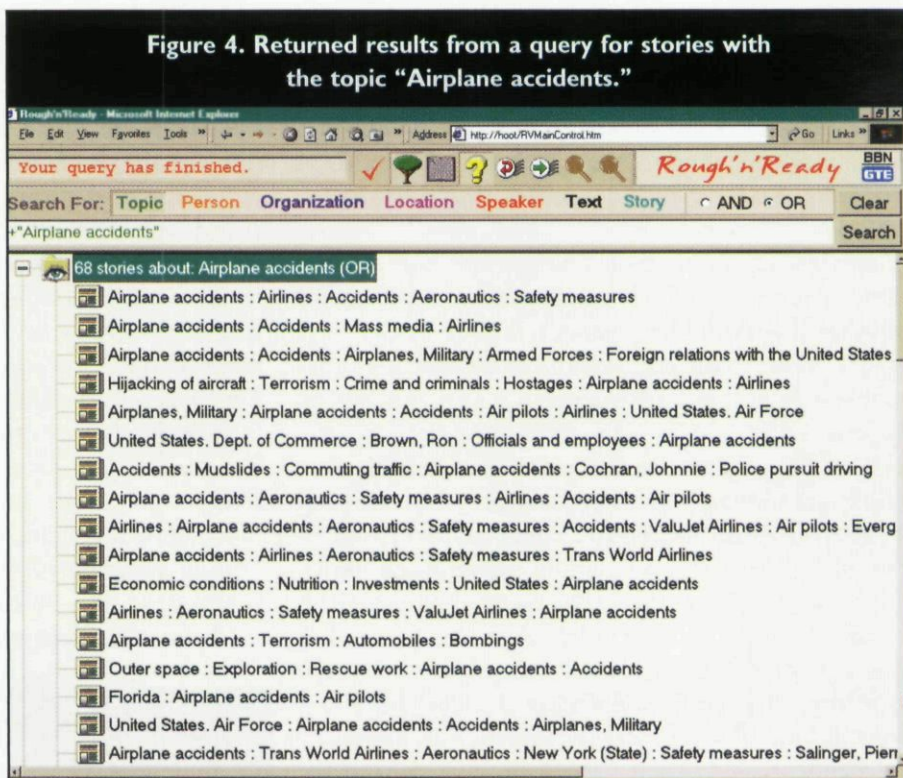 Figure 4. Returned results from a query for stories with
the topic “Airplane accidents.”
Rough'n'Ready - Microsoft Internet Explorer
File Edit View Favorites Tools » Address http://hoot/RVMainControl.htm Go Links »
Your query has finished. Rough'n'Ready BBN GTE
Search For: Topic Person Organization Location Speaker Text Story AND OR Clear
+"Airplane accidents" Search
68 stories about: Airplane accidents (OR)
Airplane accidents : Airlines : Accidents : Aeronautics : Safety measures
Airplane accidents : Accidents : Mass media : Airlines
Airplane accidents : Accidents : Airplanes, Military : Armed Forces : Foreign relations with the United States
Hijacking of aircraft : Terrorism : Crime and criminals : Hostages : Airplane accidents : Airlines
Airplanes, Military : Airplane accidents : Accidents : Air pilots : Airlines : United States. Air Force
United States. Dept. of Commerce : Brown, Ron : Officials and employees : Airplane accidents
Accidents : Mudslides : Commuting traffic : Airplane accidents : Cochran, Johnnie : Police pursuit driving
Airplane accidents : Aeronautics : Safety measures : Airlines : Accidents : Air pilots
Airlines : Airplane accidents : Aeronautics : Safety measures : Accidents : ValuJet Airlines : Air pilots : Everg
Airplane accidents : Airlines : Aeronautics : Safety measures : Trans World Airlines
Economic conditions : Nutrition : Investments : United States : Airplane accidents
Airlines : Aeronautics : Safety measures : ValuJet Airlines : Airplane accidents
Airplane accidents : Terrorism : Automobiles : Bombings
Outer space : Exploration : Rescue work : Airplane accidents : Accidents
Florida : Airplane accidents : Air pilots
United States. Air Force : Airplane accidents : Accidents : Airplanes, Military
Airplane accidents : Trans World Airlines : Aeronautics : New York (State) : Safety measures : Salinger, Pierr